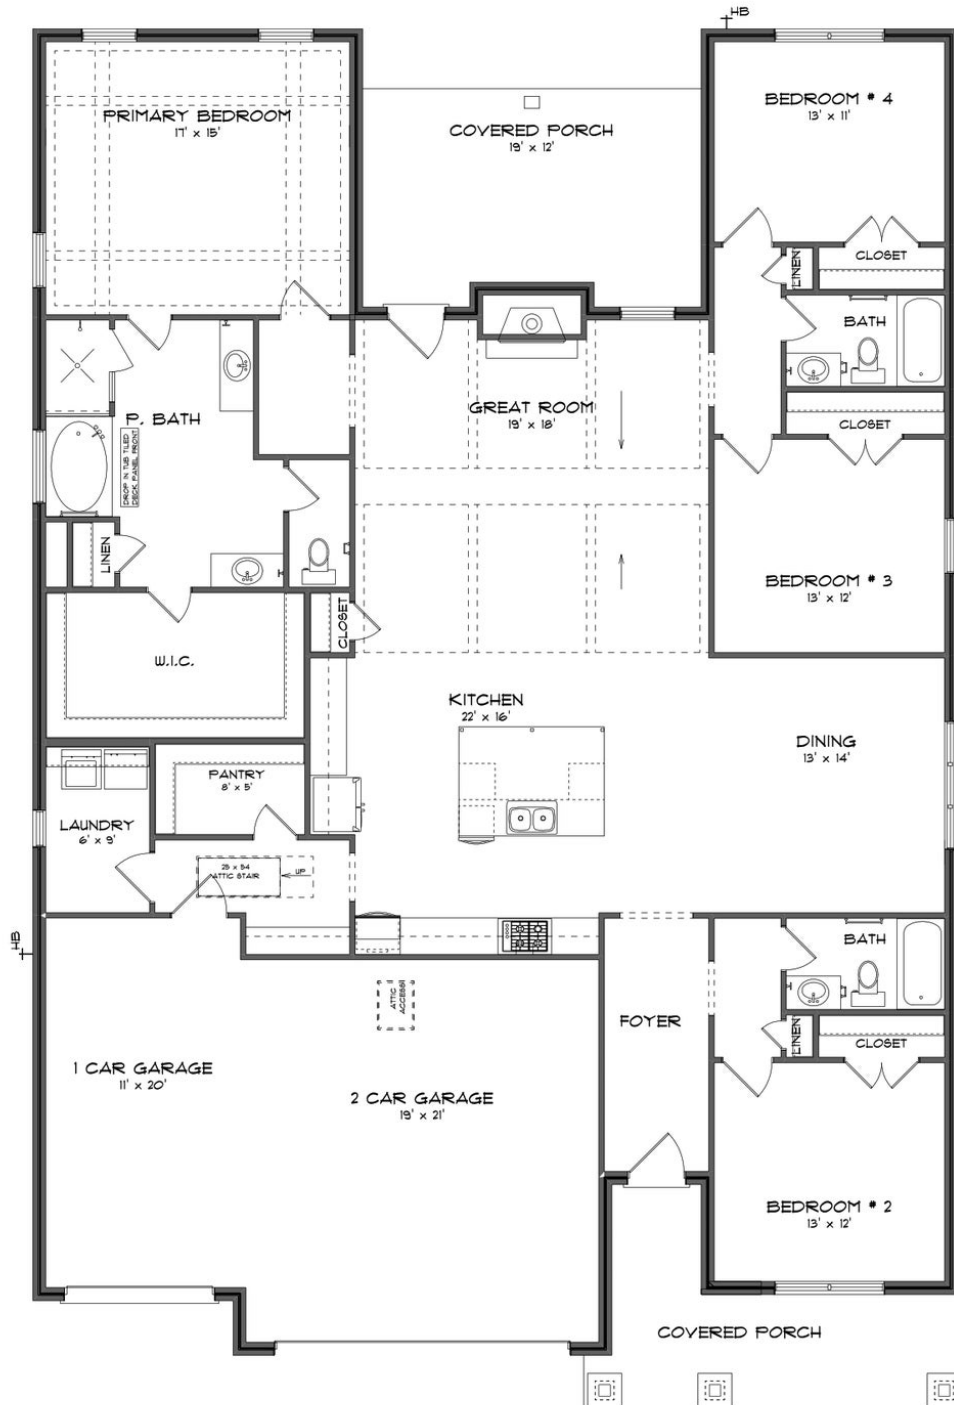 HB
PRIMARY BEDROOM
17' x 15'
COVERED PORCH
19' x 12'
BEDROOM # 4
13' x 11'
LINEN
CLOSET
BATH
CLOSET
GREAT ROOM
19' x 18'
P. BATH
DROP IN TUB TILED
DECK, PANEL FRONT
LINEN
BEDROOM # 3
13' x 12'
CLOSET
W.I.C.
KITCHEN
22' x 16'
DINING
13' x 14'
PANTRY
8' x 5'
LAUNDRY
6' x 9'
25 x 54
ATTIC STAIR
UP
HB
BATH
ATTIC
ACCESS
FOYER
LINEN
CLOSET
1 CAR GARAGE
11' x 20'
2 CAR GARAGE
19' x 21'
BEDROOM # 2
13' x 12'
COVERED PORCH